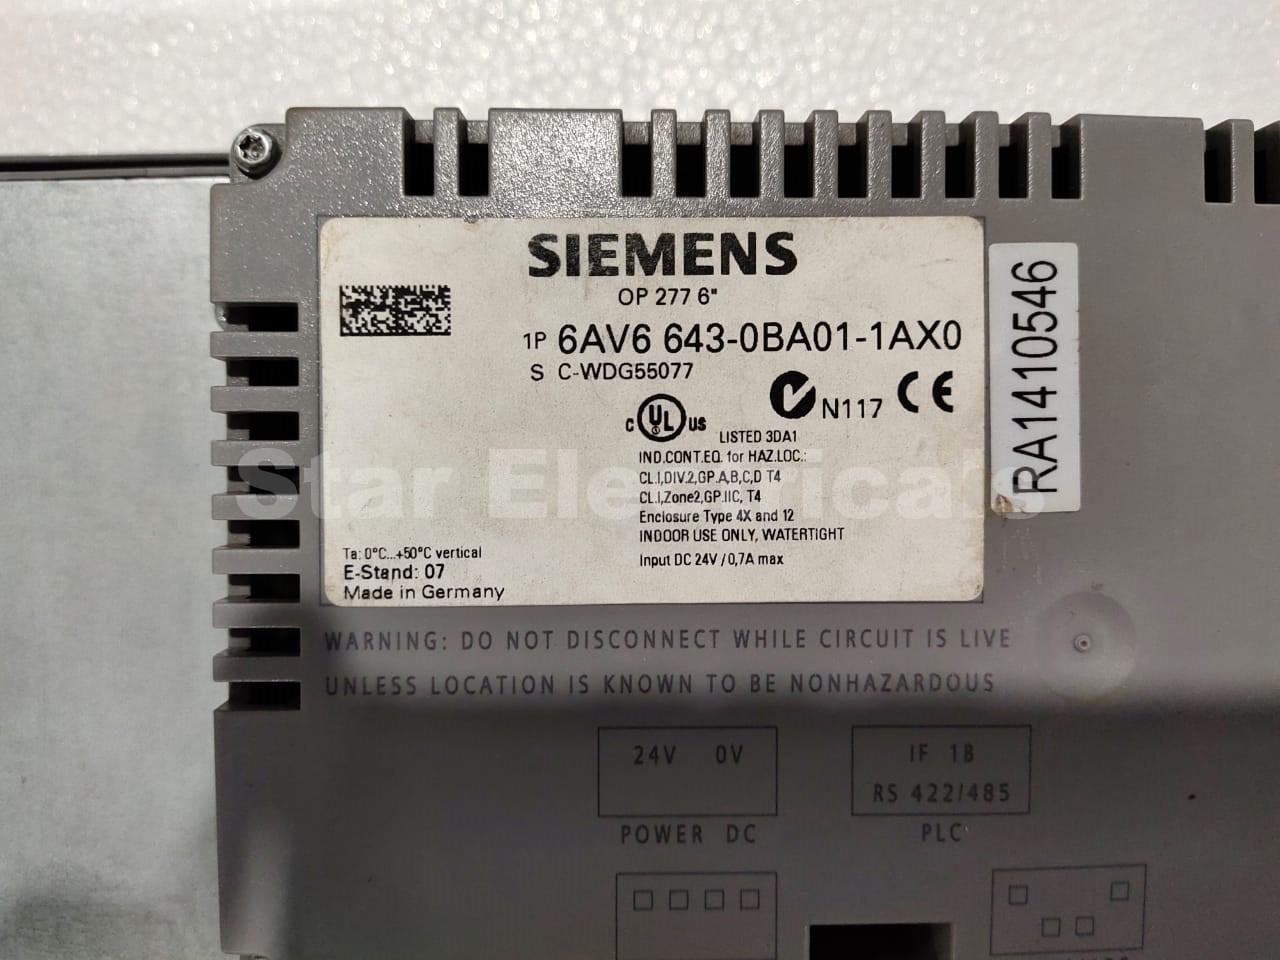 SIEMENS
OP 277 6"
1P 6AV6 643-0BA01-1AX0
S C-WDG55077
N117 CE
C UL US
LISTED 3DA1
IND.CONT.EQ. for HAZ.LOC.:
CL.I,DIV.2,GP.A,B,C,D T4
CL.I,Zone2,GP.IIC, T4
Enclosure Type 4X and 12
INDOOR USE ONLY, WATERTIGHT
Input DC 24V / 0,7A max
Ta: 0°C...+50°C vertical
E-Stand: 07
Made in Germany
RA1410546
Star Electricals
WARNING: DO NOT DISCONNECT WHILE CIRCUIT IS LIVE
UNLESS LOCATION IS KNOWN TO BE NONHAZARDOUS
24V 0V
POWER DC
IF 1B
RS 422/485
PLC